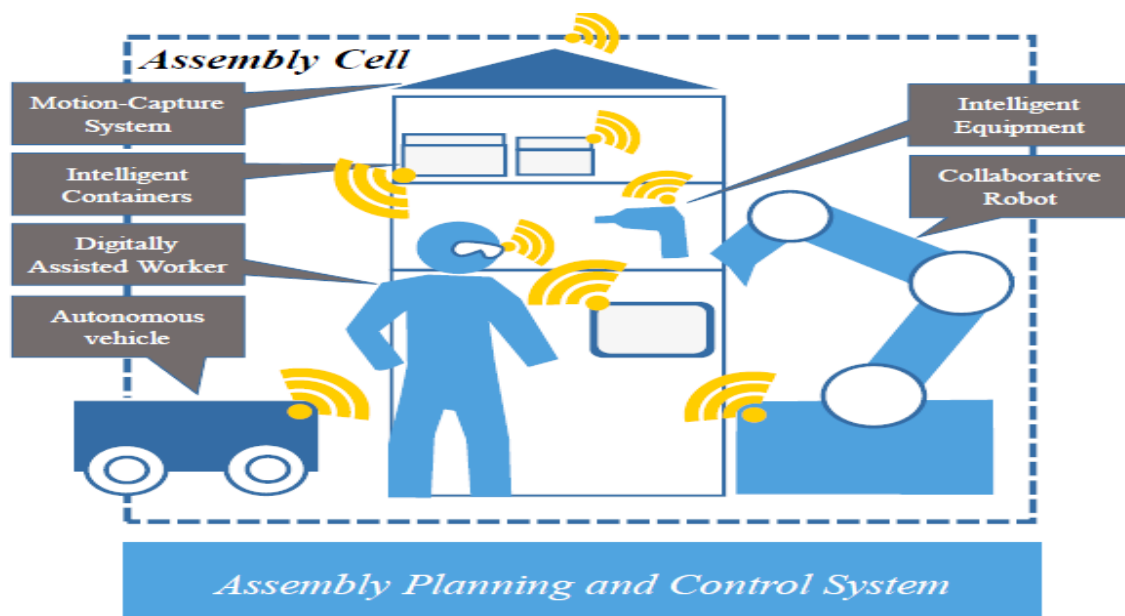 Assembly Cell
Motion-Capture
System
Intelligent
Containers
Digitally
Assisted Worker
Autonomous
vehicle
Intelligent
Equipment
Collaborative
Robot
Assembly Planning and Control System